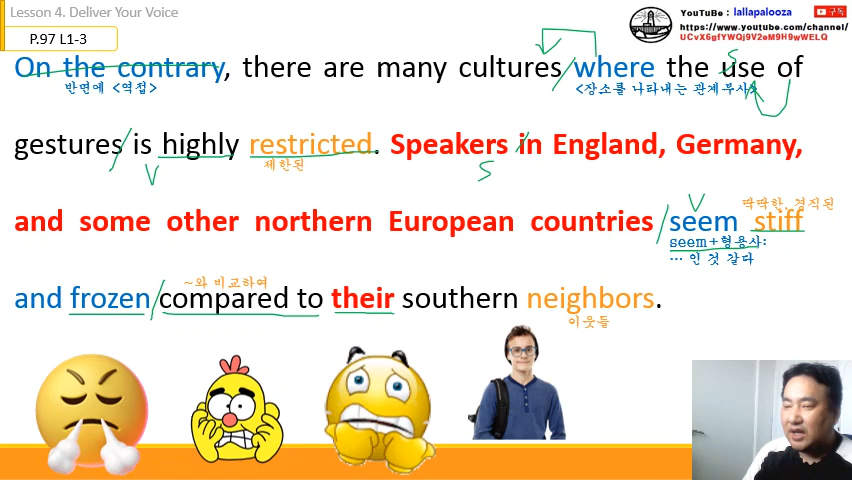 Lesson 4. Deliver Your Voice
YouTube : lallapalooza 구독
https://www.youtube.com/channel/
UCvX6gfYWQj9V2eM9H9wWELQ
P.97 L1-3
On the contrary, there are many cultures where the use of
반면에 <역접> <장소를 나타내는 관계부사>
gestures is highly restricted. Speakers in England, Germany,
제한된
S
V
S
V
딱딱한, 경직된
and some other northern European countries seem stiff
seem+형용사:
… 인 것 같다
~와 비교하여
and frozen compared to their southern neighbors.
이웃들